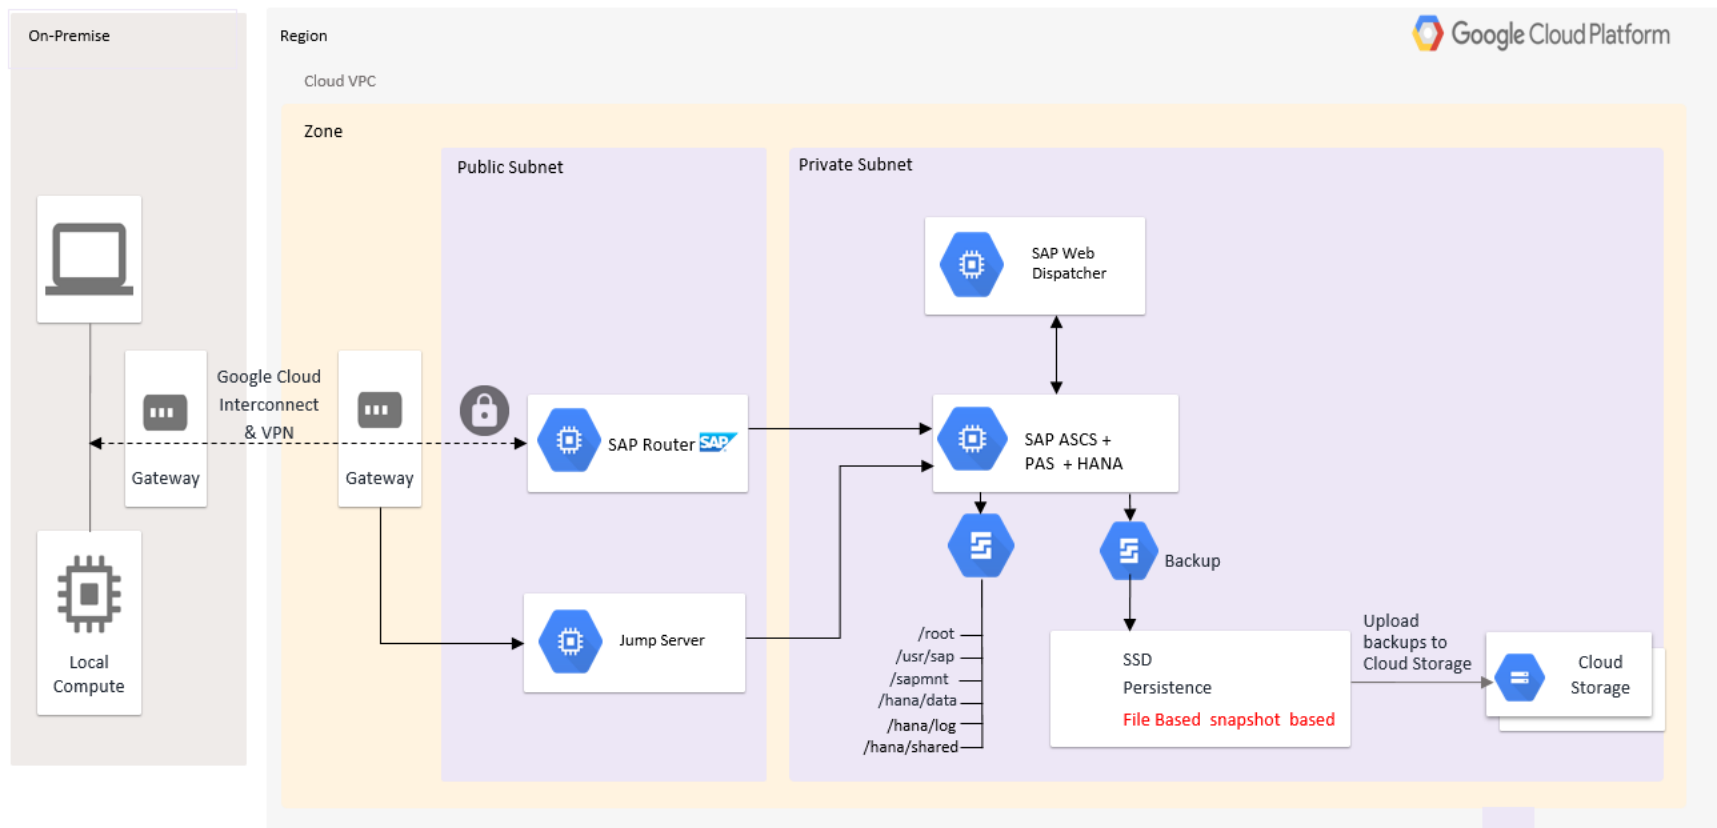 On-Premise
Region
Google Cloud Platform
Cloud VPC
Zone
Public Subnet
Private Subnet
SAP Web
Dispatcher
Google Cloud
Interconnect
& VPN
Gateway
Gateway
SAP Router SAP
SAP ASCS +
PAS + HANA
Backup
Jump Server
Local
Compute
/root
/usr/sap
/sapmnt
/hana/data
/hana/log
/hana/shared
SSD
Persistence
File Based snapshot based
Upload
backups to
Cloud Storage
Cloud
Storage